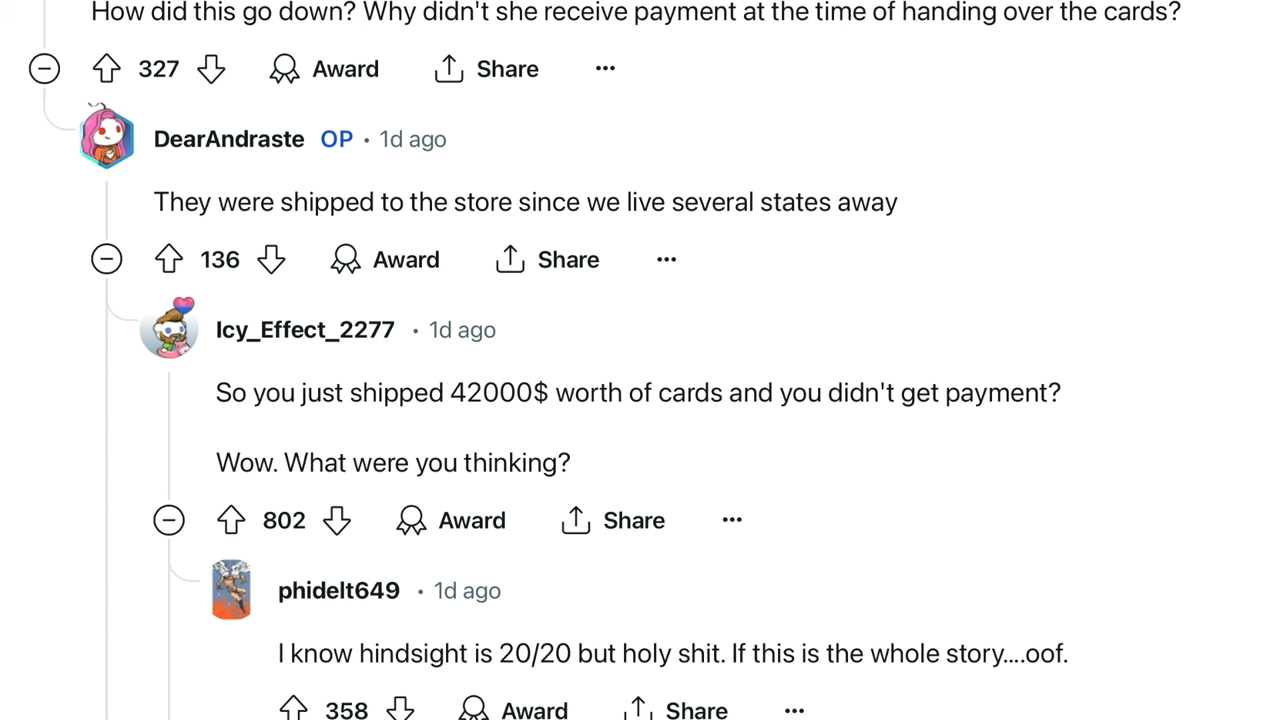 How did this go down? Why didn't she receive payment at the time of handing over the cards?
327 Award Share ...
DearAndraste OP • 1d ago
They were shipped to the store since we live several states away
136 Award Share ...
Icy_Effect_2277 • 1d ago
So you just shipped 42000$ worth of cards and you didn't get payment?
Wow. What were you thinking?
802 Award Share ...
phidelt649 • 1d ago
I know hindsight is 20/20 but holy shit. If this is the whole story....oof.
358 Award Share ...